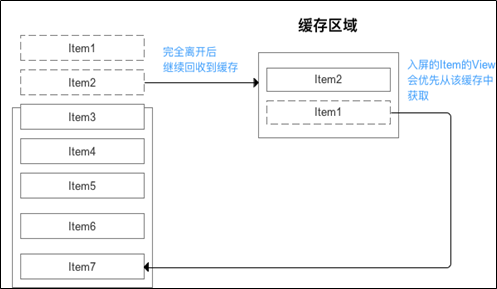 缓存区域
Item1
Item2
Item3
Item4
Item5
Item6
Item7
完全离开后
继续回收到缓存
Item2
Item1
入屏的Item的View
会优先从该缓存中
获取